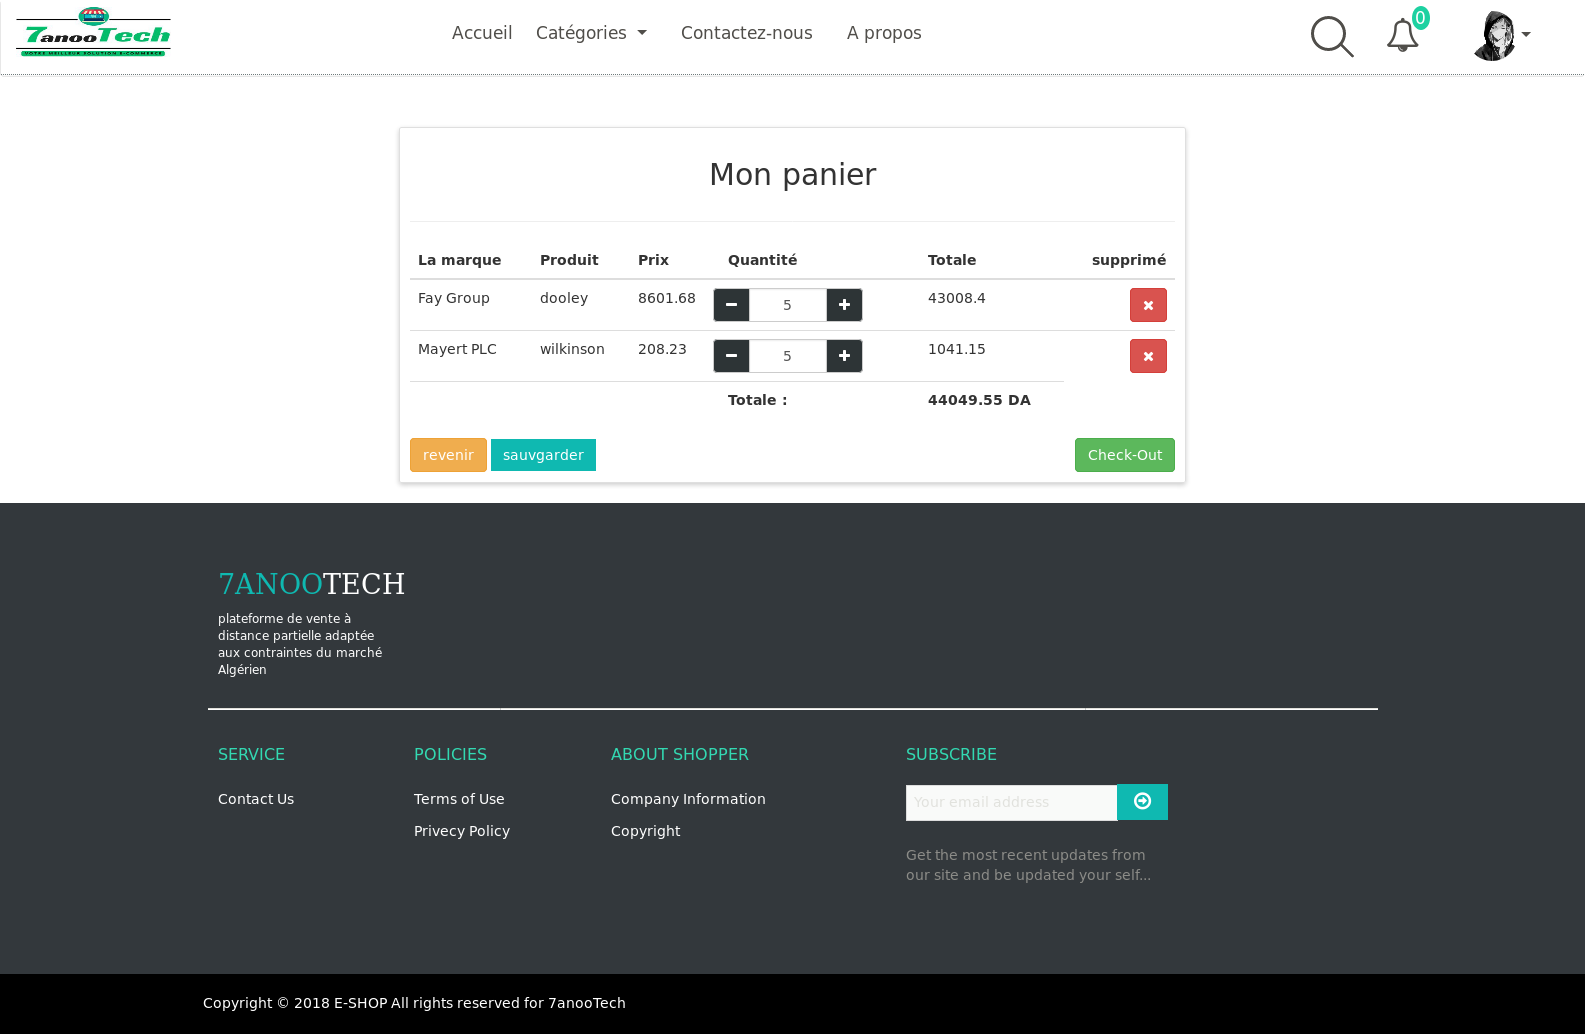 7anooTech
VOTRE MEILLEUR SOLUTION E-COMMERCE
Accueil Catégories Contactez-nous A propos
0
Mon panier
La marque Produit Prix Quantité Totale supprimé
Fay Group dooley 8601.68 5 43008.4
Mayert PLC wilkinson 208.23 5 1041.15
Totale : 44049.55 DA
revenir sauvgarder Check-Out
7ANOOTECH
plateforme de vente à
distance partielle adaptée
aux contraintes du marché
Algérien
SERVICE POLICIES ABOUT SHOPPER SUBSCRIBE
Contact Us Terms of Use Company Information Your email address
Privecy Policy Copyright
Get the most recent updates from
our site and be updated your self...
Copyright © 2018 E-SHOP All rights reserved for 7anooTech